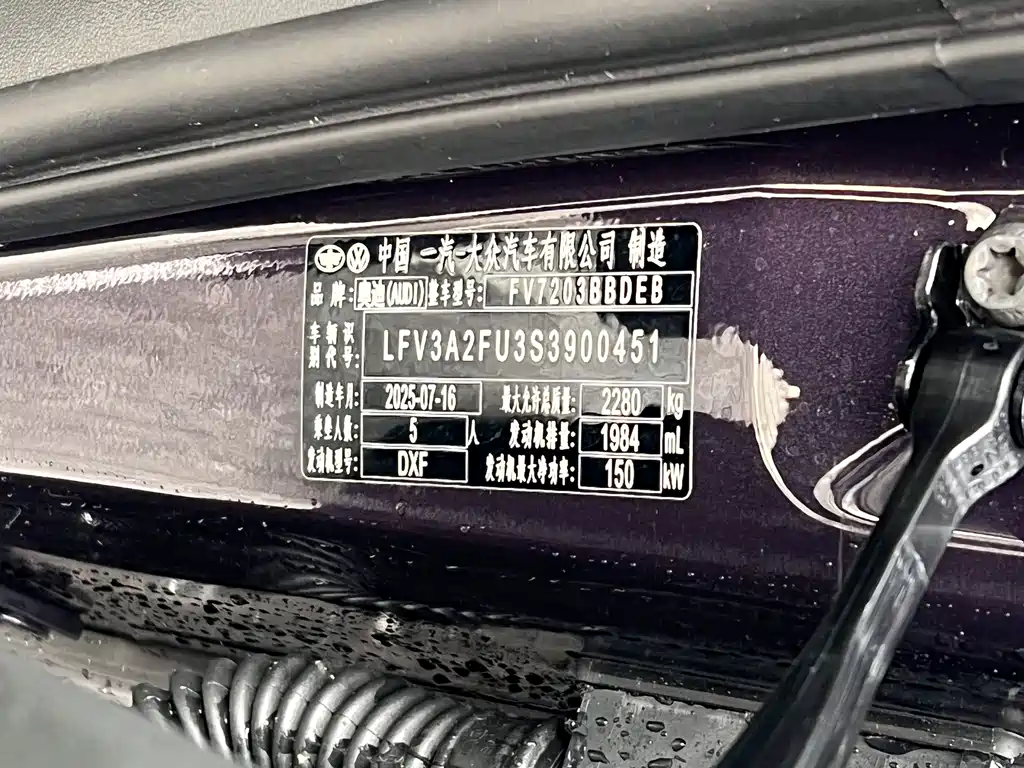 中国 一汽-大众汽车有限公司 制造
品 牌: 奥迪(AUDI) 整车型号: FV7203BBDEB
车辆识别代号: LFV3A2FU3S3900451
制造年月: 2025-07-16 最大允许总质量: 2280 kg
乘坐人数: 5 人 发动机排量: 1984 mL
发动机型号: DXF 发动机最大净功率: 150 kW